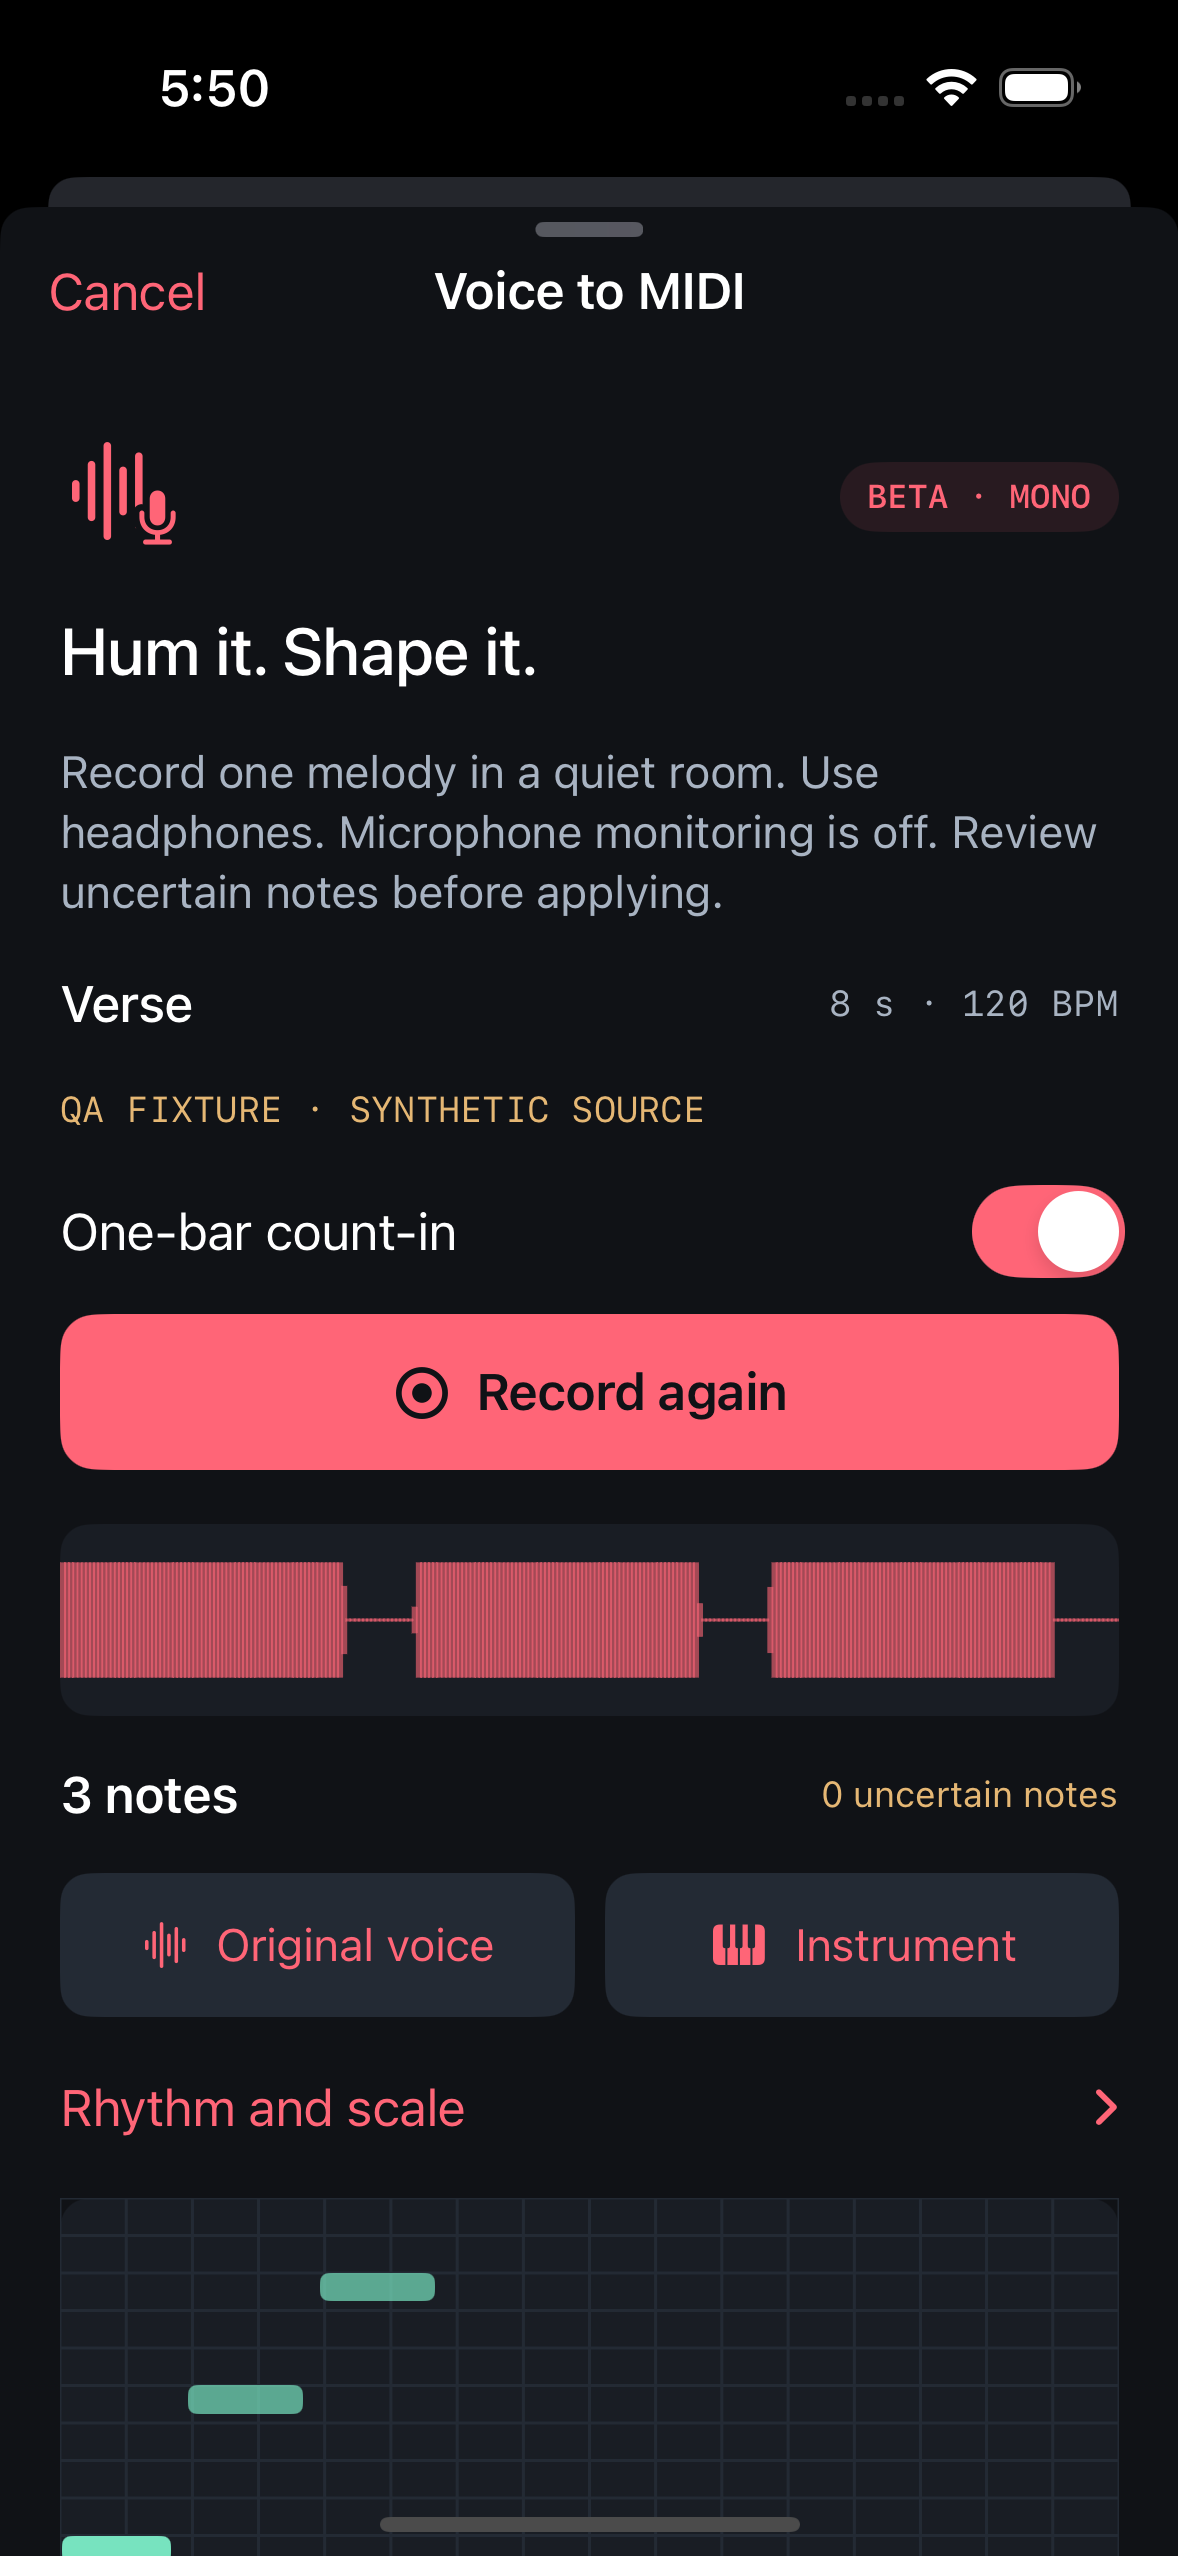 5:50
Cancel
Voice to MIDI
BETA · MONO
Hum it. Shape it.
Record one melody in a quiet room. Use
headphones. Microphone monitoring is off. Review
uncertain notes before applying.
Verse
8 s · 120 BPM
QA FIXTURE · SYNTHETIC SOURCE
One-bar count-in
Record again
3 notes
0 uncertain notes
Original voice
Instrument
Rhythm and scale